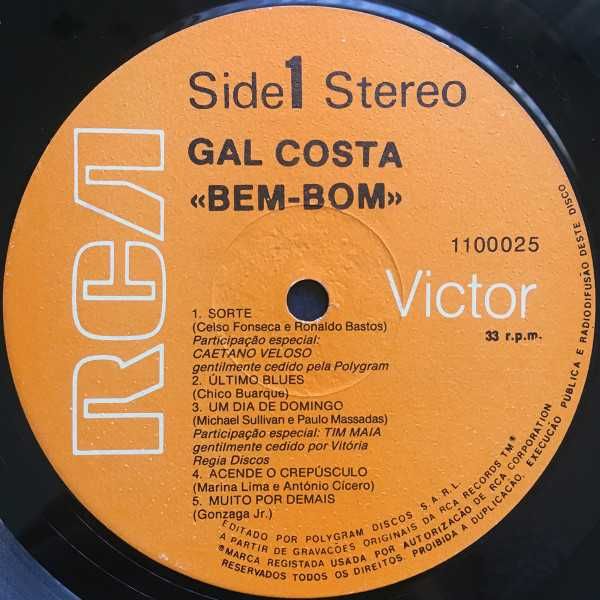 Side 1 Stereo
GAL COSTA
«BEM-BOM»
RCA
1100025
Victor
33 r.p.m.
1. SORTE
(Celso Fonseca e Ronaldo Bastos)
Participação especial:
CAETANO VELOSO
gentilmente cedido pela Polygram
2. ÚLTIMO BLUES
(Chico Buarque)
3. UM DIA DE DOMINGO
(Michael Sullivan e Paulo Massadas)
Participação especial: TIM MAIA
gentilmente cedido por Vitória
Regia Discos
4. ACENDE O CREPÚSCULO
(Marina Lima e António Cícero)
5. MUITO POR DEMAIS
(Gonzaga Jr.)
EDITADO POR POLYGRAM DISCOS S.A.R.L.
A PARTIR DE GRAVAÇÕES ORIGINAIS DA RCA RECORDS TM®
®MARCA REGISTADA USADA POR AUTORIZAÇÃO DE RCA CORPORATION
RESERVADOS TODOS OS DIREITOS. PROIBIDA A DUPLICAÇÃO, EXECUÇÃO PÚBLICA E RADIODIFUSÃO DESTE DISCO